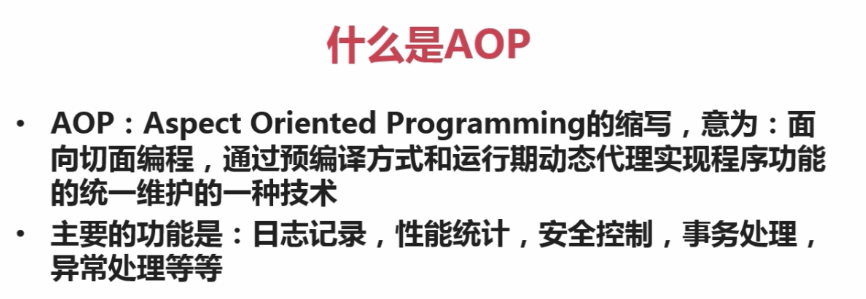 什么是AOP
• AOP：Aspect Oriented Programming的缩写，意为：面
向切面编程，通过预编译方式和运行期动态代理实现程序功能
的统一维护的一种技术
• 主要的功能是：日志记录，性能统计，安全控制，事务处理，
异常处理等等